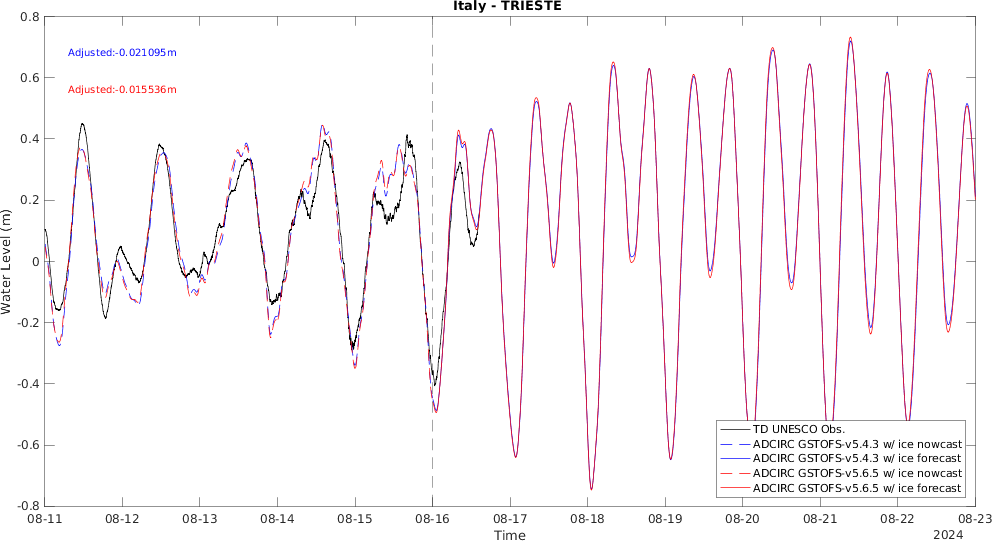 Italy - TRIESTE
0.8
Adjusted:-0.021095m
0.6
Adjusted:-0.015536m
0.4
0.2
0
-0.2
-0.4
-0.6
-0.8
Water Level (m)
TD UNESCO Obs.
ADCIRC GSTOFS-v5.4.3 w/ ice nowcast
ADCIRC GSTOFS-v5.4.3 w/ ice forecast
ADCIRC GSTOFS-v5.6.5 w/ ice nowcast
ADCIRC GSTOFS-v5.6.5 w/ ice forecast
08-11 08-12 08-13 08-14 08-15 08-16 08-17 08-18 08-19 08-20 08-21 08-22 08-23
Time
2024